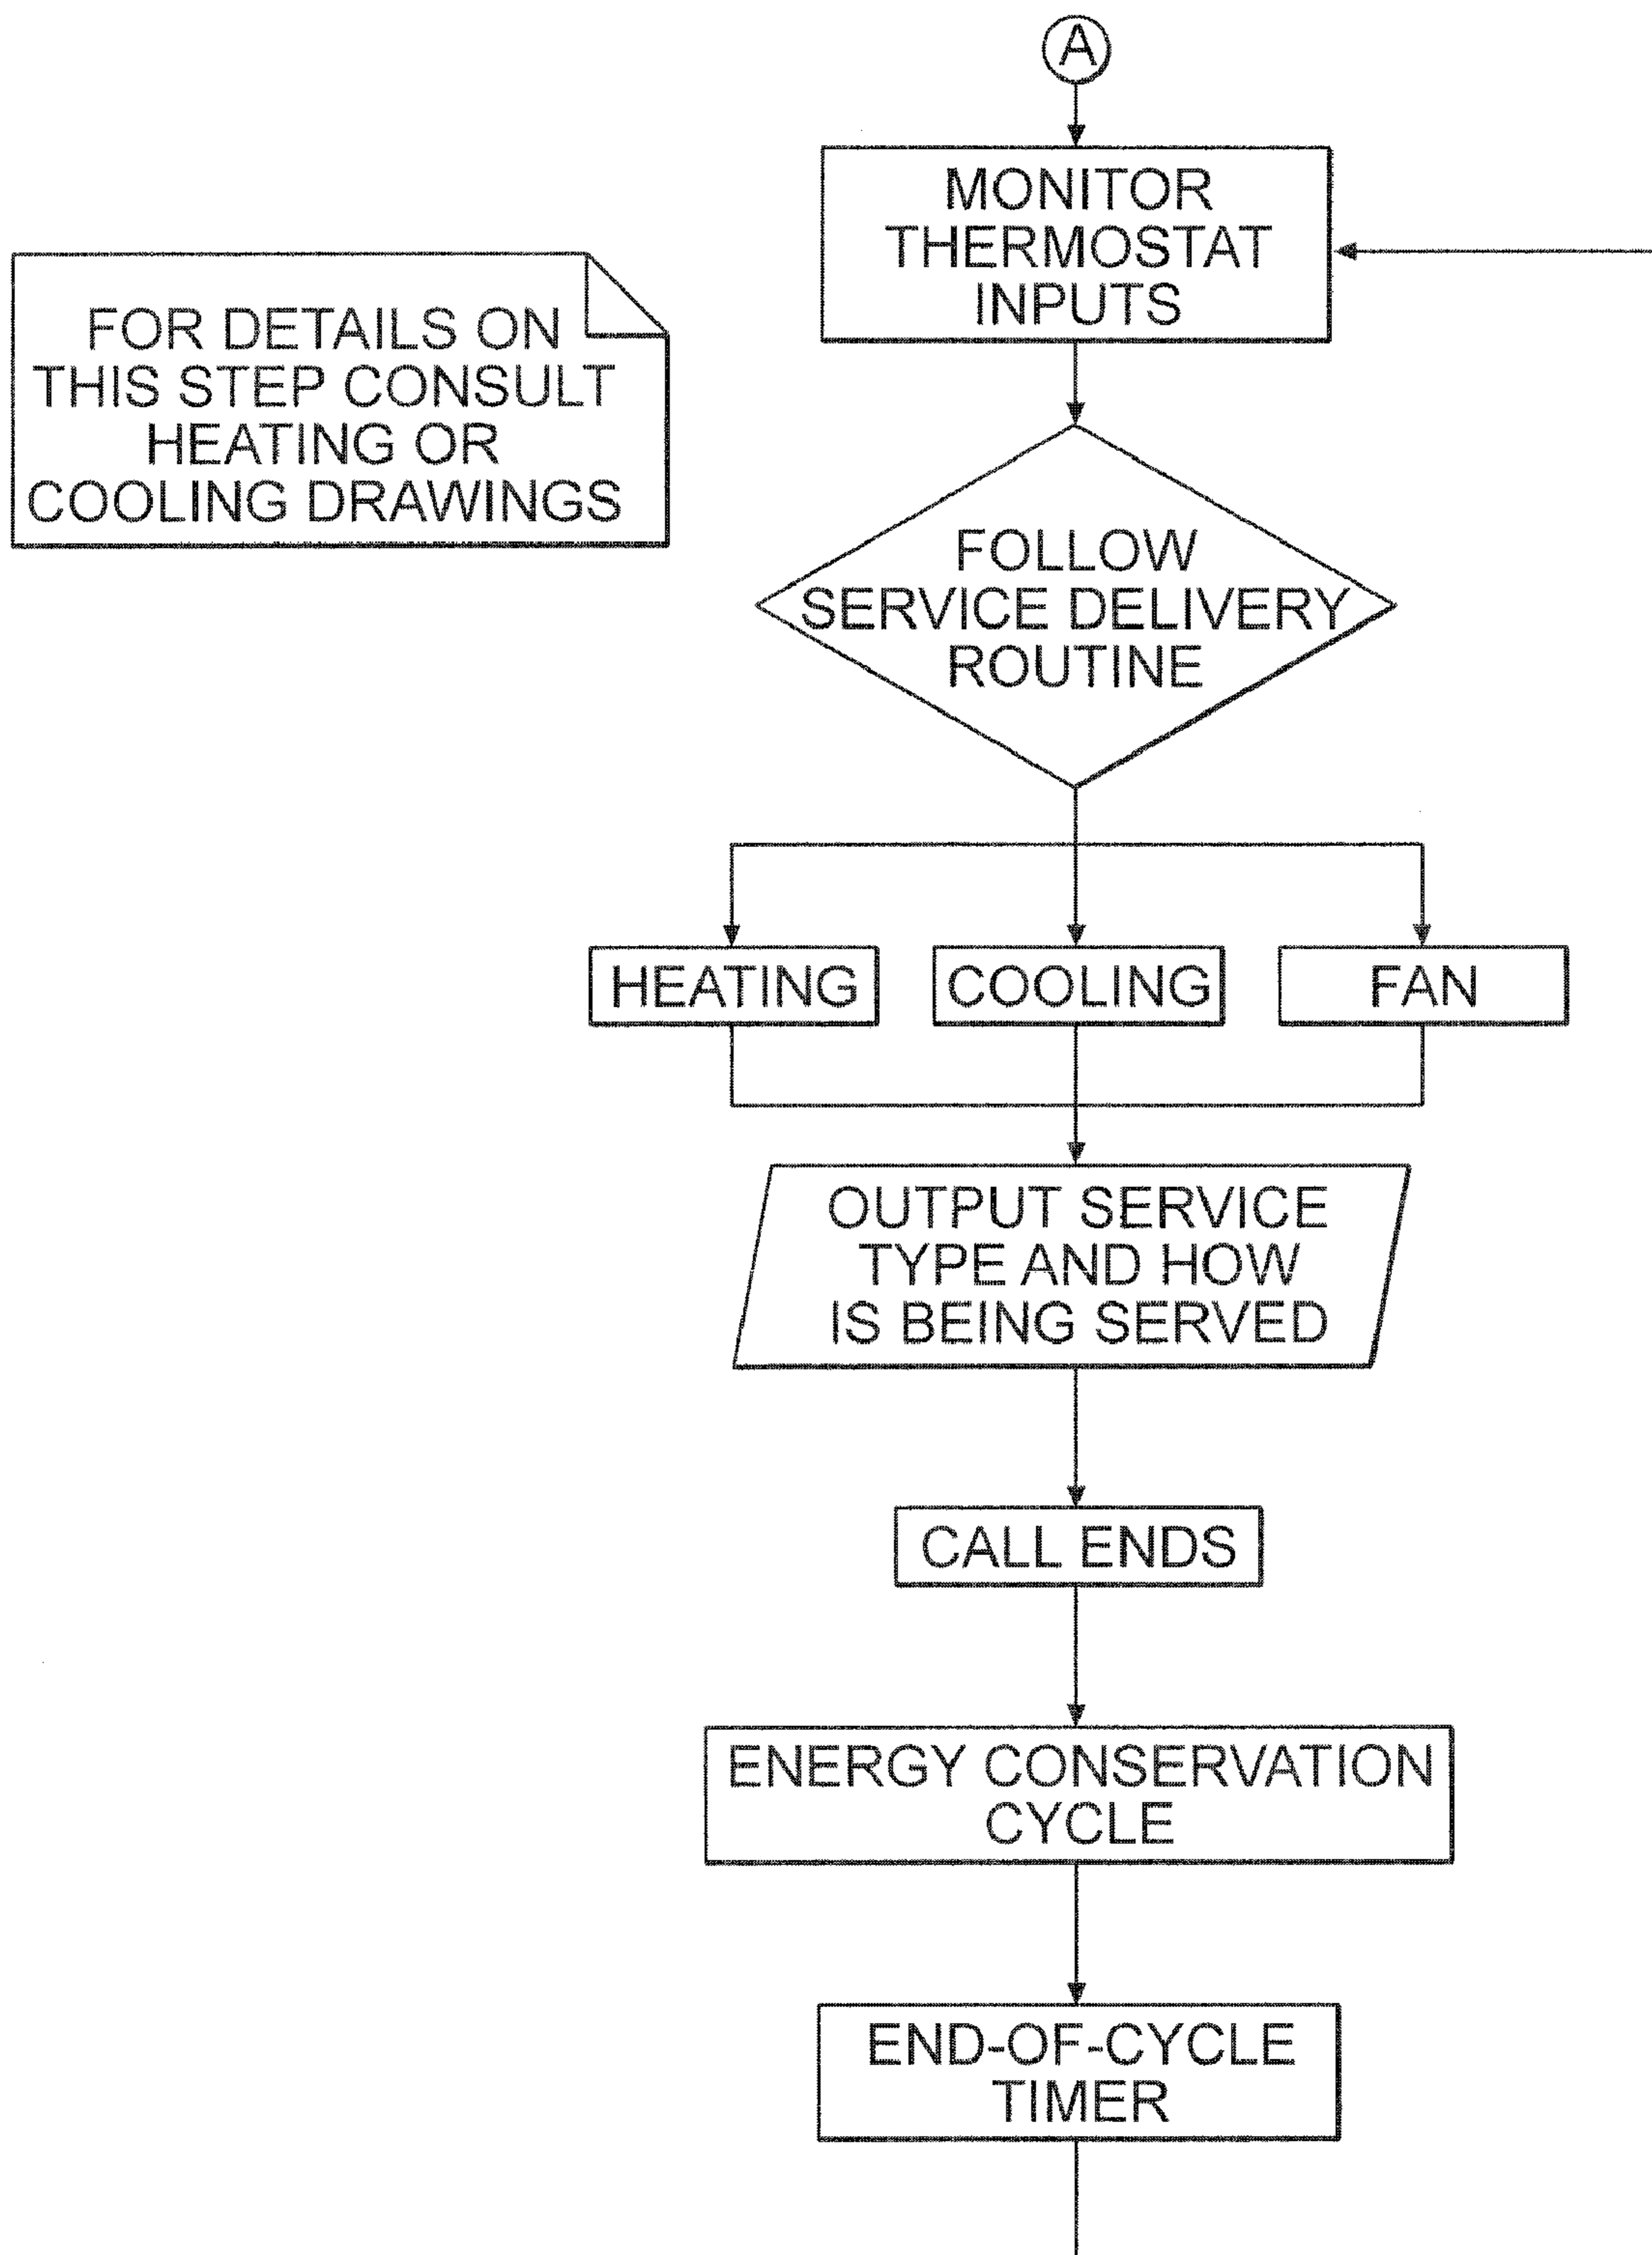 A
MONITOR
THERMOSTAT
INPUTS
FOR DETAILS ON
THIS STEP CONSULT
HEATING OR
COOLING DRAWINGS
FOLLOW
SERVICE DELIVERY
ROUTINE
HEATING
COOLING
FAN
OUTPUT SERVICE
TYPE AND HOW
IS BEING SERVED
CALL ENDS
ENERGY CONSERVATION
CYCLE
END-OF-CYCLE
TIMER